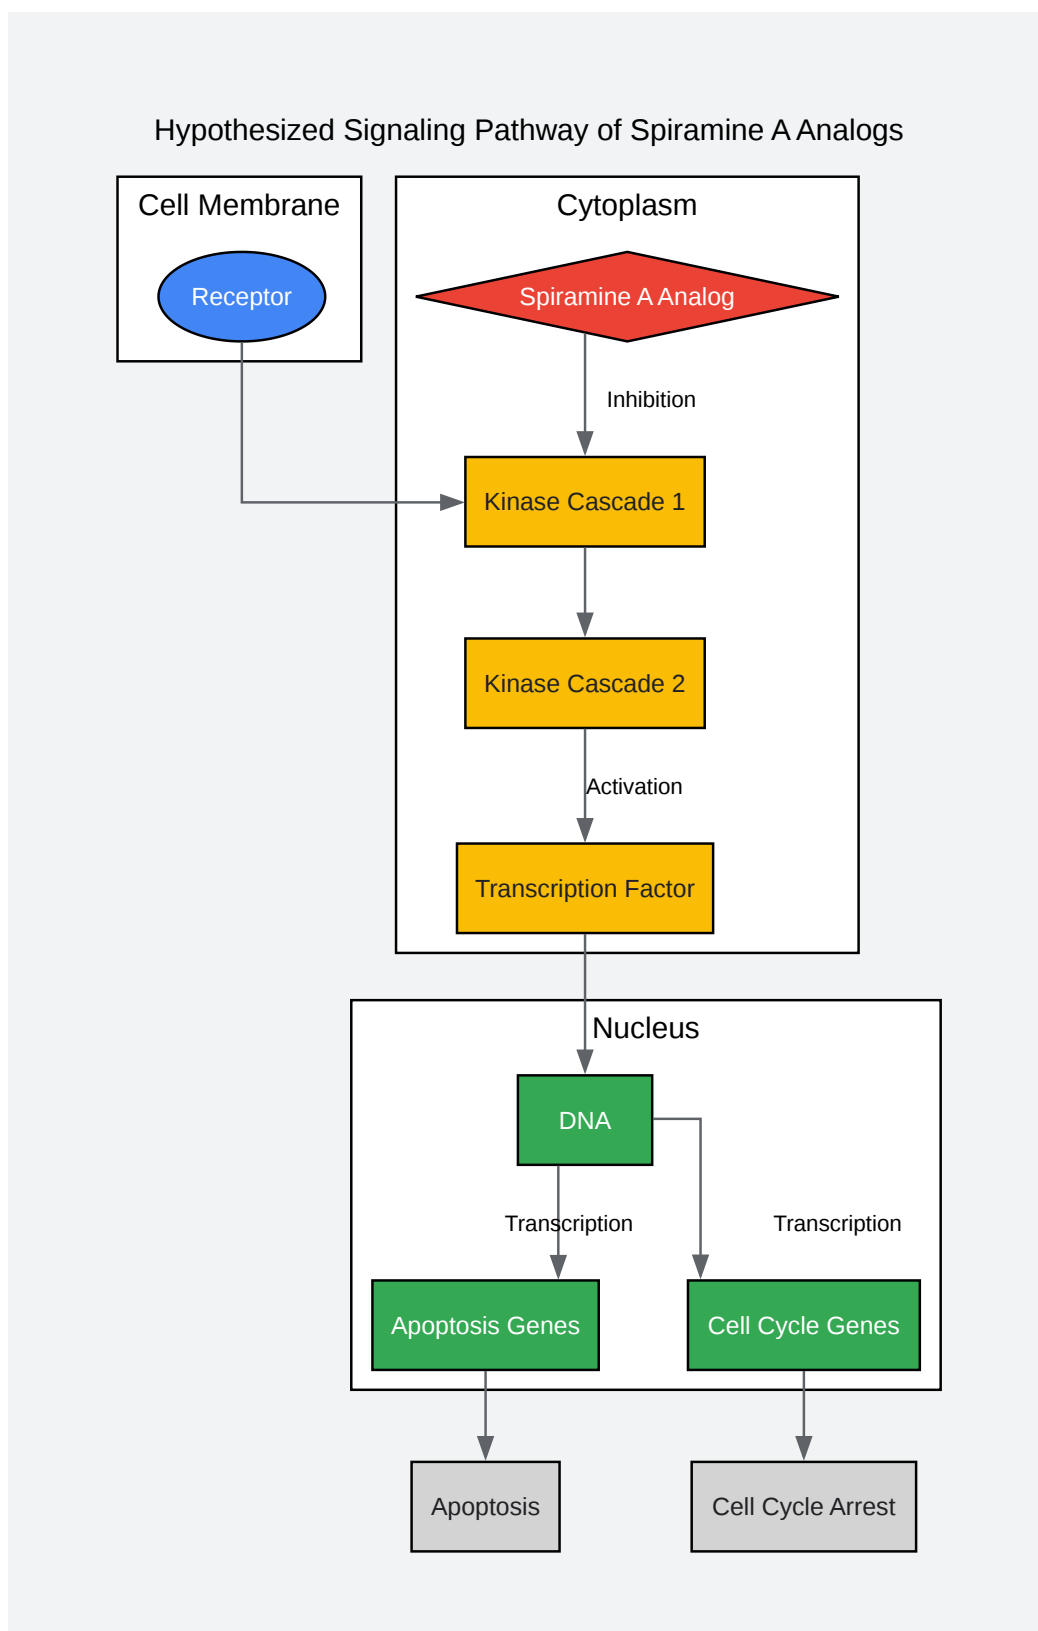 Hypothesized Signaling Pathway of Spiramine A Analogs
Cell Membrane
Receptor
Cytoplasm
Spiramine A Analog
Inhibition
Kinase Cascade 1
Kinase Cascade 2
Activation
Transcription Factor
Nucleus
DNA
Transcription
Transcription
Apoptosis Genes
Cell Cycle Genes
Apoptosis
Cell Cycle Arrest